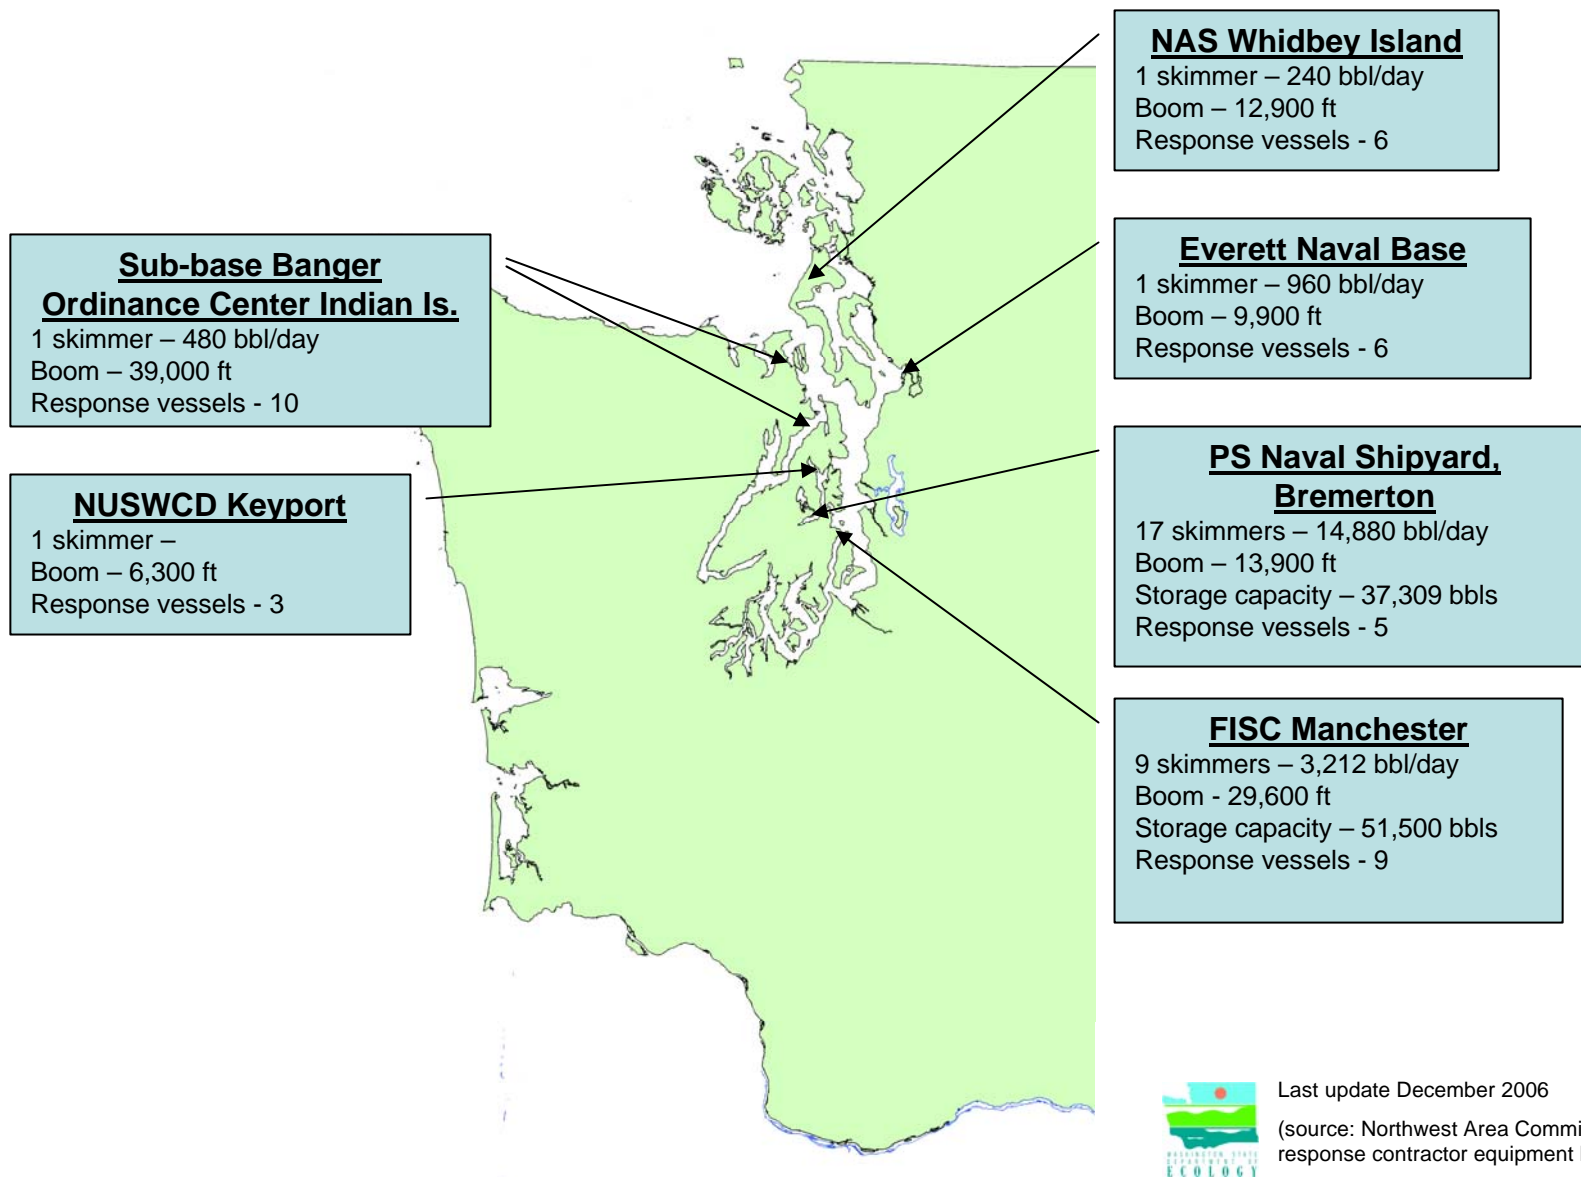 NAS Whidbey Island
1 skimmer – 240 bbl/day
Boom – 12,900 ft
Response vessels - 6
Sub-base Banger
Ordinance Center Indian Is.
1 skimmer – 480 bbl/day
Boom – 39,000 ft
Response vessels - 10
Everett Naval Base
1 skimmer – 960 bbl/day
Boom – 9,900 ft
Response vessels - 6
NUSWCD Keyport
1 skimmer –
Boom – 6,300 ft
Response vessels - 3
PS Naval Shipyard,
Bremerton
17 skimmers – 14,880 bbl/day
Boom – 13,900 ft
Storage capacity – 37,309 bbls
Response vessels - 5
FISC Manchester
9 skimmers – 3,212 bbl/day
Boom - 29,600 ft
Storage capacity – 51,500 bbls
Response vessels - 9
WASHINGTON STATE
DEPARTMENT OF
ECOLOGY
Last update December 2006
(source: Northwest Area Commi
response contractor equipment